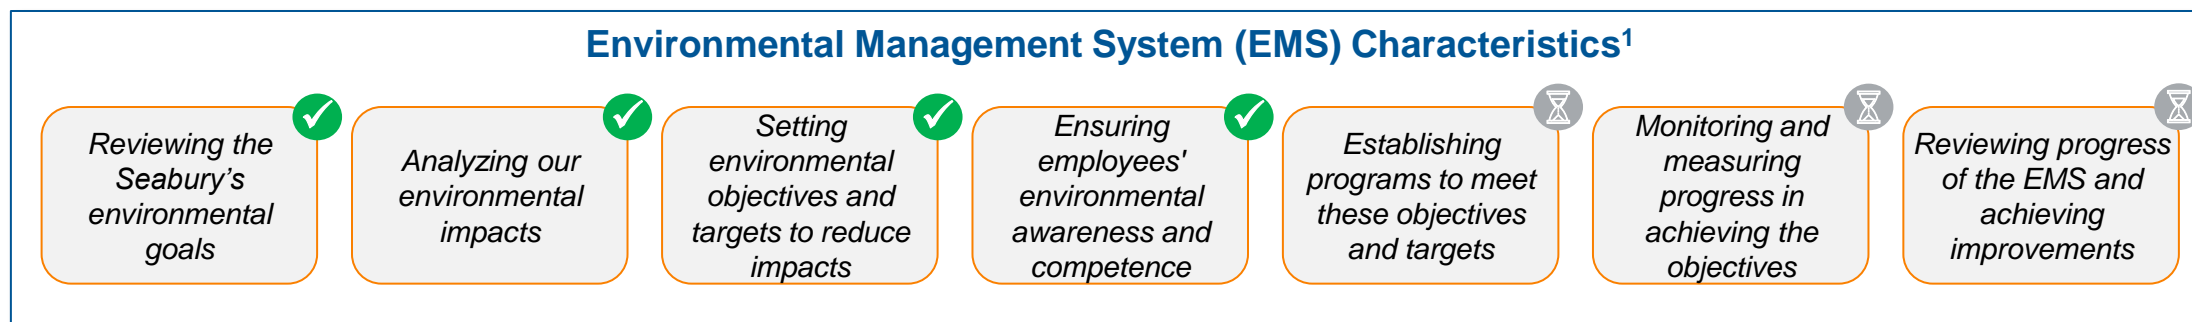 Environmental Management System (EMS) Characteristics¹
Reviewing the
Seabury’s
environmental
goals
Analyzing our
environmental
impacts
Setting
environmental
objectives and
targets to reduce
impacts
Ensuring
employees'
environmental
awareness and
competence
Establishing
programs to meet
these objectives
and targets
Monitoring and
measuring
progress in
achieving the
objectives
Reviewing progress
of the EMS and
achieving
improvements